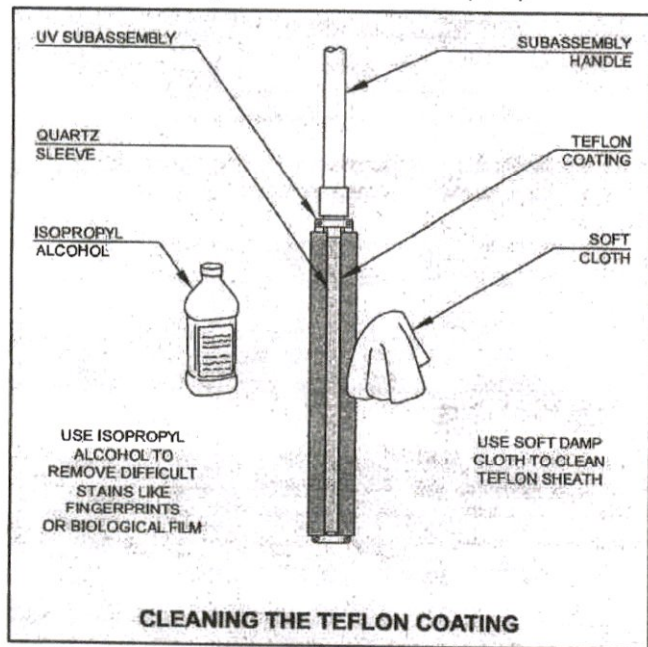 UV SUBASSEMBLY
SUBASSEMBLY
HANDLE
QUARTZ
SLEEVE
TEFLON
COATING
ISOPROPYL
ALCOHOL
SOFT
CLOTH
USE ISOPROPYL
ALCOHOL TO
REMOVE DIFFICULT
STAINS LIKE
FINGERPRINTS
OR BIOLOGICAL FILM
USE SOFT DAMP
CLOTH TO CLEAN
TEFLON SHEATH
CLEANING THE TEFLON COATING